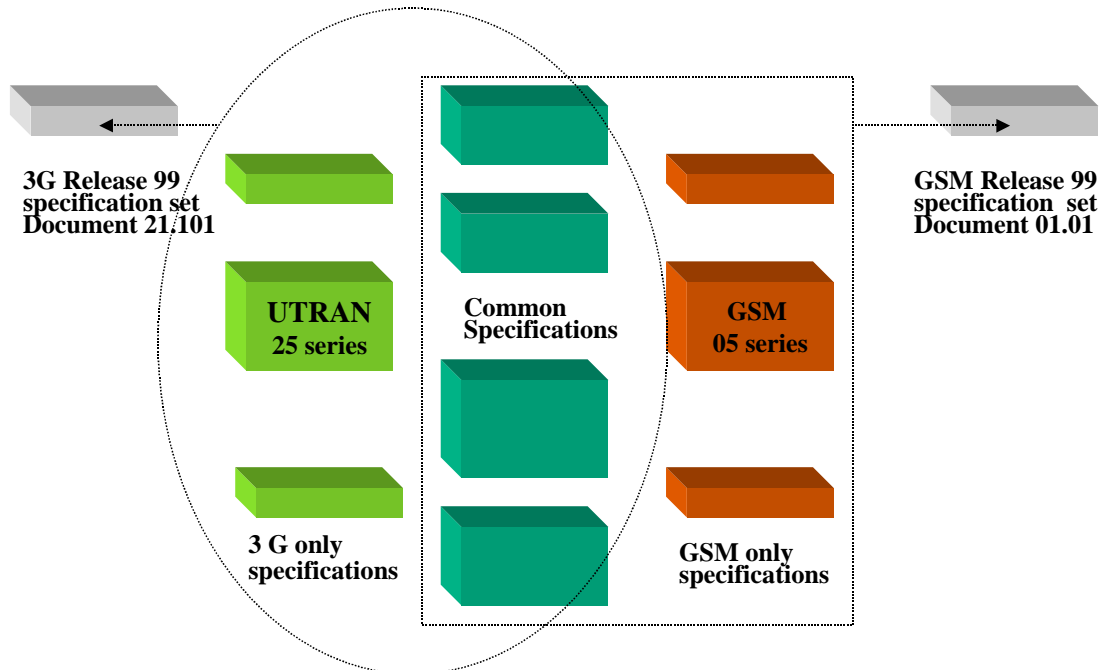 3G Release 99
specification set
Document 21.101
GSM Release 99
specification set
Document 01.01
UTRAN
25 series
Common
Specifications
GSM
05 series
3 G only
specifications
GSM only
specifications